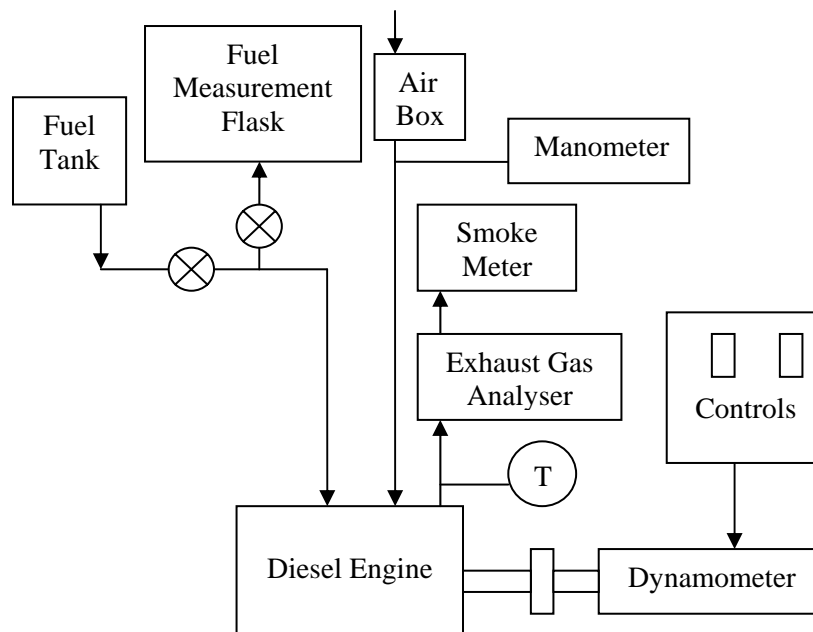 Fuel
Measurement
Flask
Air
Box
Fuel
Tank
Manometer
Smoke
Meter
Exhaust Gas
Analyser
Controls
T
Diesel Engine
Dynamometer